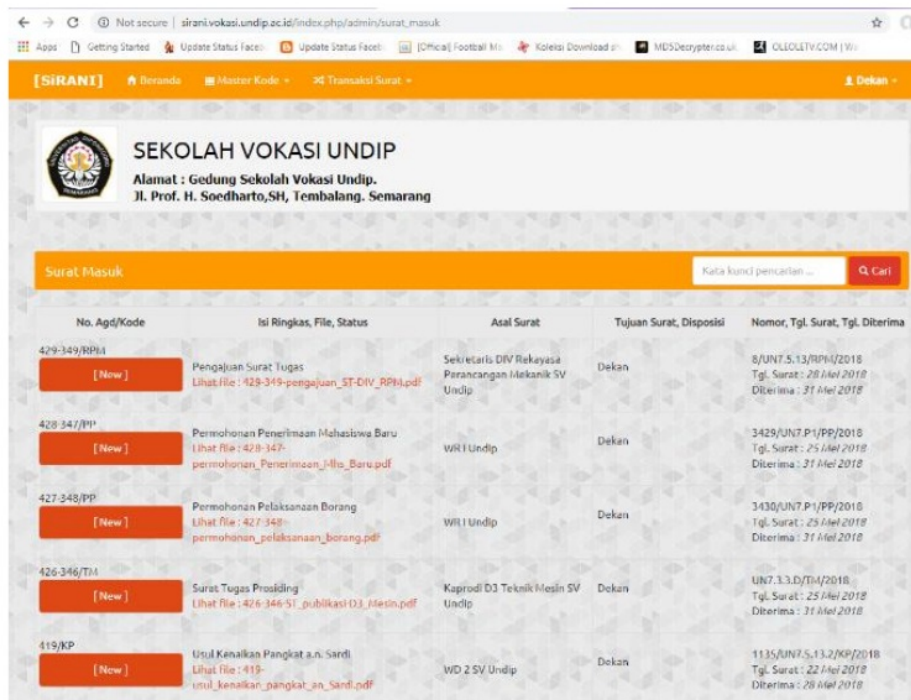 Not secure | sirani.vokasi.undip.ac.id/index.php/admin/surat_masuk
Apps Getting Started Update Status Faceb Update Status Faceb [Official] Football M Koleksi Download MD5Decrypter.co.uk OLEOLETV.COM | W
[SiRANI] Beranda Master Kode Transaksi Surat Dekan
SEKOLAH VOKASI UNDIP
Alamat : Gedung Sekolah Vokasi Undip.
Jl. Prof. H. Soedharto,SH, Tembalang. Semarang
Surat Masuk Kata kunci pencarian ... Cari
No. Agd/Kode Isi Ringkas, File, Status Asal Surat Tujuan Surat, Disposisi Nomor, Tgl. Surat, Tgl. Diterima
429-349/RPM
[New]
Pengajuan Surat Tugas
Lihat file : 429-349-pengajuan_ST-DIV_RPM.pdf
Sekretaris DIV Rekayasa
Perancangan Mekanik SV
Undip
Dekan
8/UN7.5.13/RPM/2018
Tgl. Surat : 28 Mei 2018
Diterima : 31 Mei 2018
428-347/PP
[New]
Permohonan Penerimaan Mahasiswa Baru
Lihat file : 428-347-
permohonan_Penerimaan_Mhs_Baru.pdf
WR I Undip
Dekan
3429/UN7.P1/PP/2018
Tgl. Surat : 25 Mei 2018
Diterima : 31 Mei 2018
427-348/PP
[New]
Permohonan Pelaksanaan Borang
Lihat file : 427-348-
permohonan_pelaksanaan_borang.pdf
WR I Undip
Dekan
3430/UN7.P1/PP/2018
Tgl. Surat : 25 Mei 2018
Diterima : 31 Mei 2018
426-346/TM
[New]
Surat Tugas Prosiding
Lihat file : 426-346-ST_publikasi D3_Mesin.pdf
Kaprodi D3 Teknik Mesin SV
Undip
Dekan
UN7.3.3.D/TM/2018
Tgl. Surat : 25 Mei 2018
Diterima : 31 Mei 2018
419/KP
[New]
Usul Kenaikan Pangkat a.n. Sardi
Lihat file : 419-
usul_kenaikan_pangkat_an_Sardi.pdf
WD 2 SV Undip
Dekan
1135/UN7.5.13.2/KP/2018
Tgl. Surat : 22 Mei 2018
Diterima : 28 Mei 2018